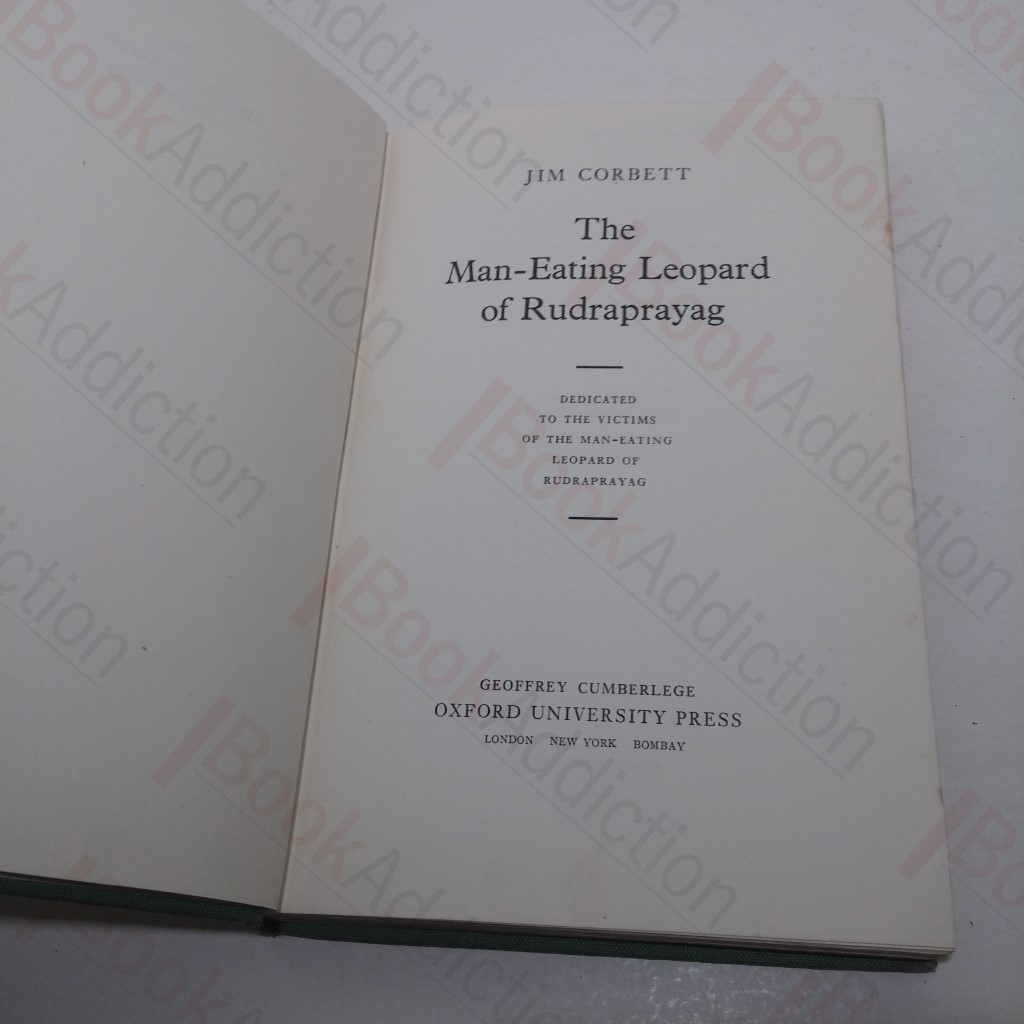 JIM CORBETT
The
Man-Eating Leopard
of Rudraprayag
DEDICATED
TO THE VICTIMS
OF THE MAN-EATING
LEOPARD OF
RUDRAPRAYAG
GEOFFREY CUMBERLEGE
OXFORD UNIVERSITY PRESS
LONDON NEW YORK BOMBAY
BookAddiction